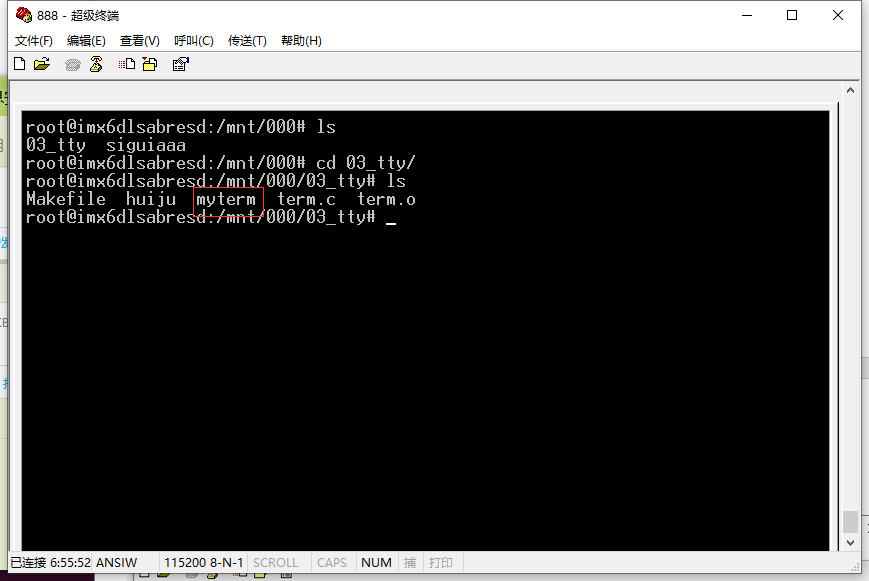 888 - 超级终端
文件(F) 编辑(E) 查看(V) 呼叫(C) 传送(T) 帮助(H)
root@imx6dlsabresd:/mnt/000# ls
03_tty siguiaaa
root@imx6dlsabresd:/mnt/000# cd 03_tty/
root@imx6dlsabresd:/mnt/000/03_tty# ls
Makefile huiju myterm term.c term.o
root@imx6dlsabresd:/mnt/000/03_tty# _
已连接 6:55:52 ANSIW 115200 8-N-1 SCROLL CAPS NUM 捕 打印